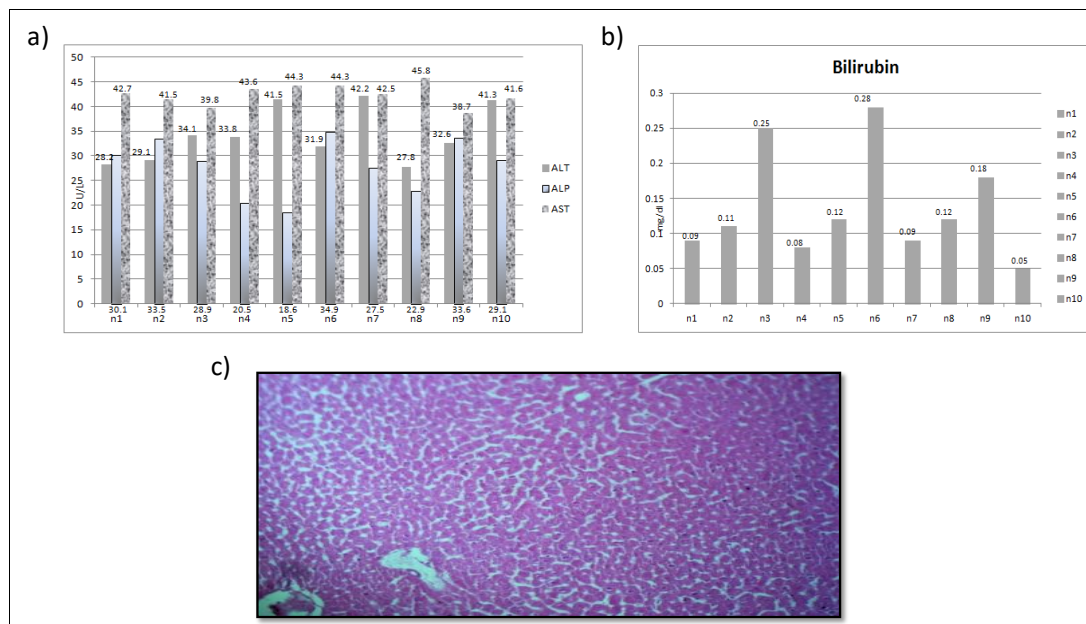 a)
50
45
40
35
30
25
20
15
10
5
0
U/L
28.2
42.7
29.1
41.5
34.1
39.8
33.8
43.6
41.5
44.3
31.9
44.3
42.2
42.5
27.8
45.8
32.6
38.7
41.3
41.6
30.1
33.5
28.9
20.5
18.6
34.9
27.5
22.9
33.6
29.1
n1
n2
n3
n4
n5
n6
n7
n8
n9
n10
ALT
ALP
AST
b)
Bilirubin
0.3
0.25
0.2
0.15
0.1
0.05
0
mg/dl
0.09
0.11
0.25
0.08
0.12
0.28
0.09
0.12
0.18
0.05
n1
n2
n3
n4
n5
n6
n7
n8
n9
n10
n1
n2
n3
n4
n5
n6
n7
n8
n9
n10
c)